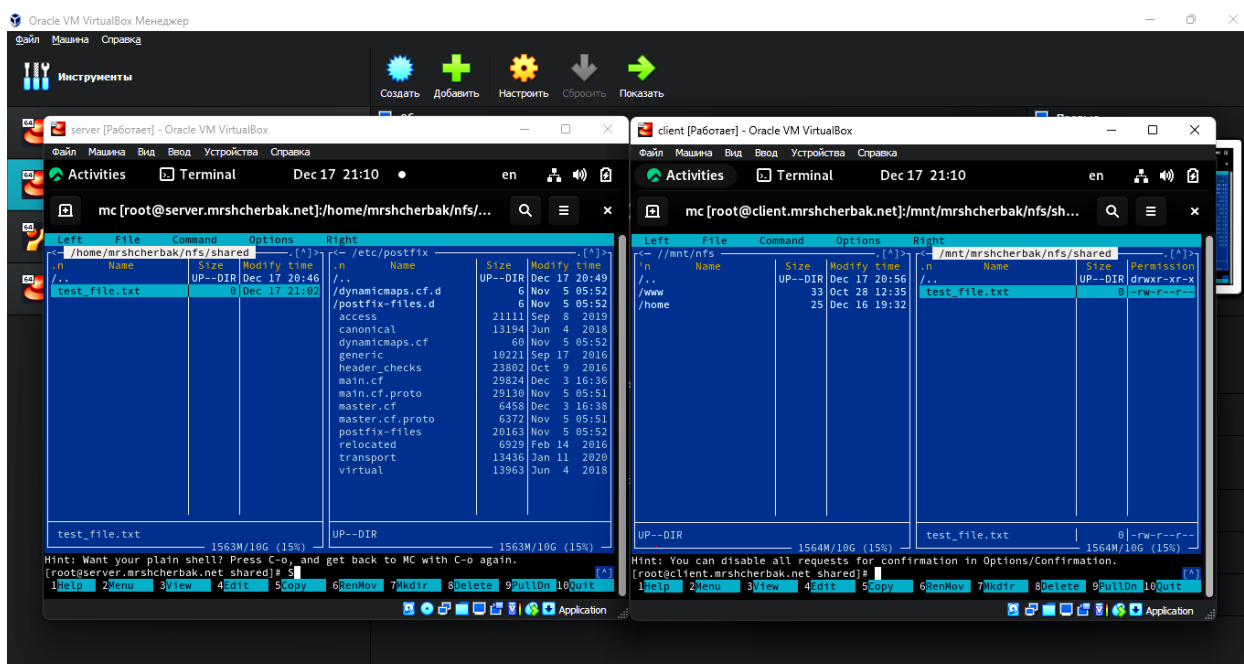 Oracle VM VirtualBox Менеджер
Файл Машина Справка
Инструменты
Создать Добавить Настроить Сбросить Показать
server [Работает] - Oracle VM VirtualBox
Файл Машина Вид Ввод Устройства Справка
Activities Terminal Dec 17 21:10 en
mc [root@server.mrshcherbak.net]:/home/mrshcherbak/nfs/...
Left File Command Options Right
<─ /home/mrshcherbak/nfs/shared .[^]>
.n Name Size Modify time
/.. UP--DIR Dec 17 20:46
test_file.txt 0 Dec 17 21:02
test_file.txt
1563M/10G (15%)
<─ /etc/postfix .[^]>
.n Name Size Modify time
/.. UP--DIR Dec 17 20:49
/dynamicmaps.cf.d 6 Nov 5 05:52
/postfix-files.d 6 Nov 5 05:52
access 21111 Sep 8 2019
canonical 13194 Jun 4 2018
dynamicmaps.cf 60 Nov 5 05:52
generic 10221 Sep 17 2016
header_checks 23802 Oct 9 2016
main.cf 29824 Dec 3 16:36
main.cf.proto 29130 Nov 5 05:51
master.cf 6458 Dec 3 16:38
master.cf.proto 6372 Nov 5 05:51
postfix-files 20163 Nov 5 05:52
relocated 6929 Feb 14 2016
transport 13436 Jan 11 2020
virtual 13963 Jun 4 2018
UP--DIR
1563M/10G (15%)
Hint: Want your plain shell? Press C-o, and get back to MC with C-o again.
[root@server.mrshcherbak.net shared]# S [^]
1Help 2Menu 3View 4Edit 5Copy 6RenMov 7Mkdir 8Delete 9PullDn 10Quit
Application
client [Работает] - Oracle VM VirtualBox
Файл Машина Вид Ввод Устройства Справка
Activities Terminal Dec 17 21:10 en
mc [root@client.mrshcherbak.net]:/mnt/mrshcherbak/nfs/sh...
Left File Command Options Right
<─ //mnt/nfs .[^]>
'n Name Size Modify time
/.. UP--DIR Dec 17 20:56
/www 33 Oct 28 12:35
/home 25 Dec 16 19:32
UP--DIR
1564M/10G (15%)
<─ /mnt/mrshcherbak/nfs/shared .[^]>
.n Name Size Permission
/.. UP--DIR drwxr-xr-x
test_file.txt 0 -rw-r--r--
test_file.txt 0 -rw-r--r--
1564M/10G (15%)
Hint: You can disable all requests for confirmation in Options/Confirmation.
[root@client.mrshcherbak.net shared]# [^]
1Help 2Menu 3View 4Edit 5Copy 6RenMov 7Mkdir 8Delete 9PullDn 10Quit
Application